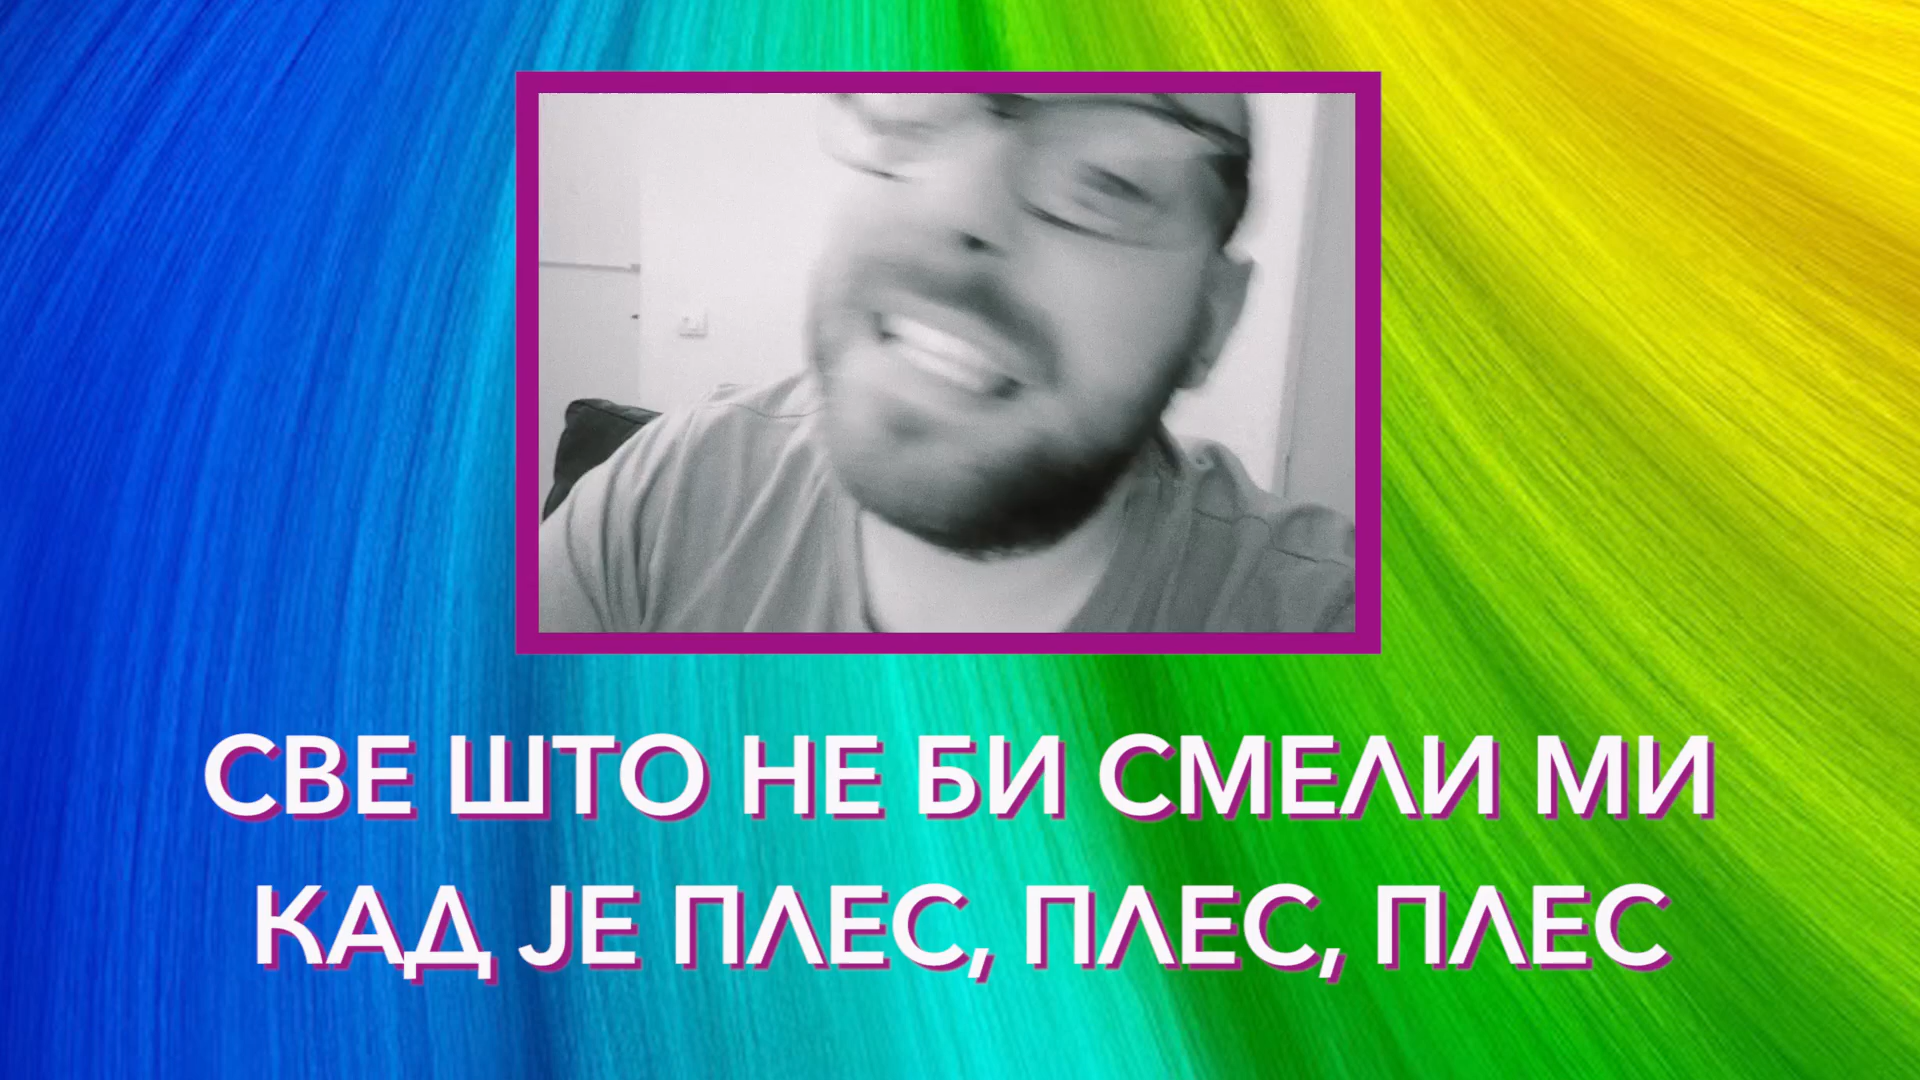 СВЕ ШТО НЕ БИ СМЕЛИ МИ
КАД ЈЕ ПЛЕС, ПЛЕС, ПЛЕС